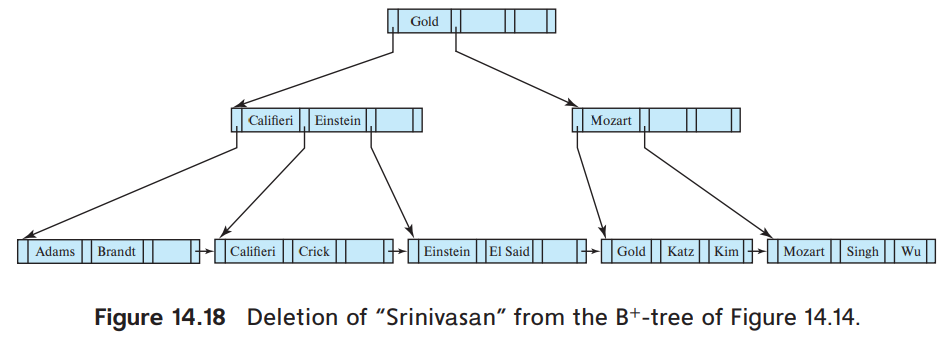 Gold
Califieri Einstein
Mozart
Adams Brandt
Califieri Crick
Einstein El Said
Gold Katz Kim
Mozart Singh Wu
Figure 14.18 Deletion of “Srinivasan” from the B+-tree of Figure 14.14.